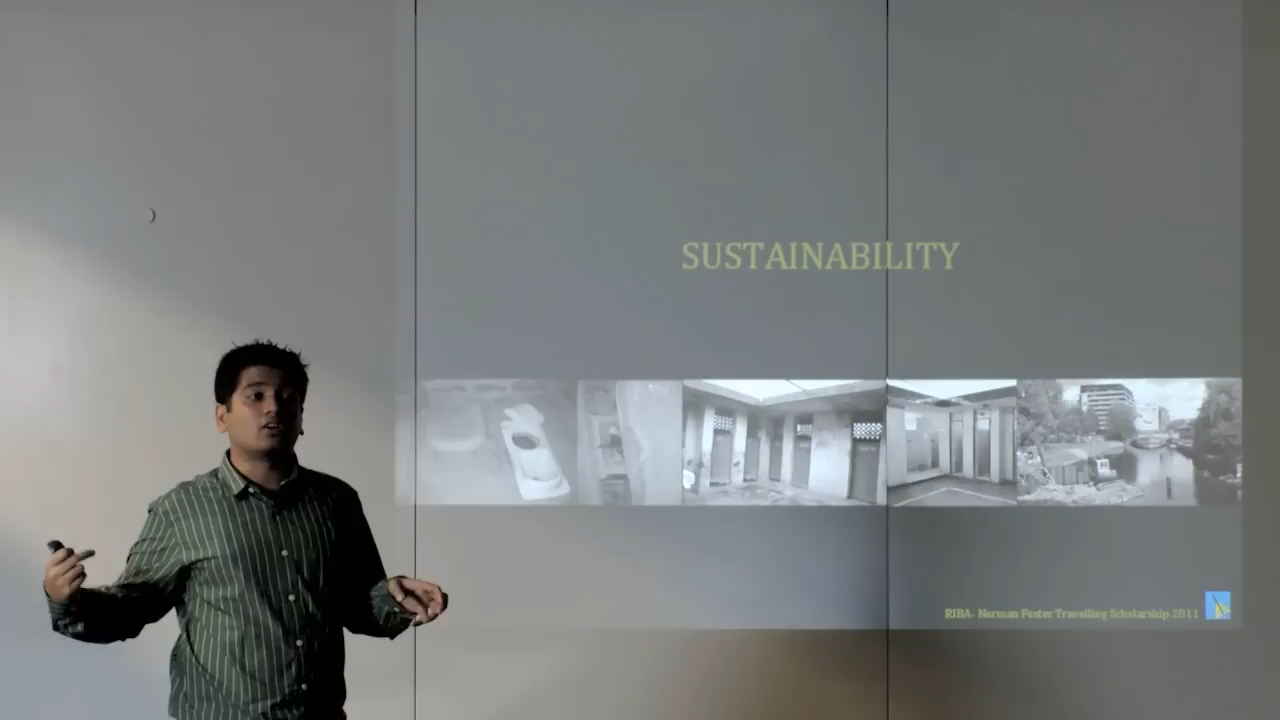 SUSTAINABILITY
RIBA- Norman Foster Travelling Scholarship 2011